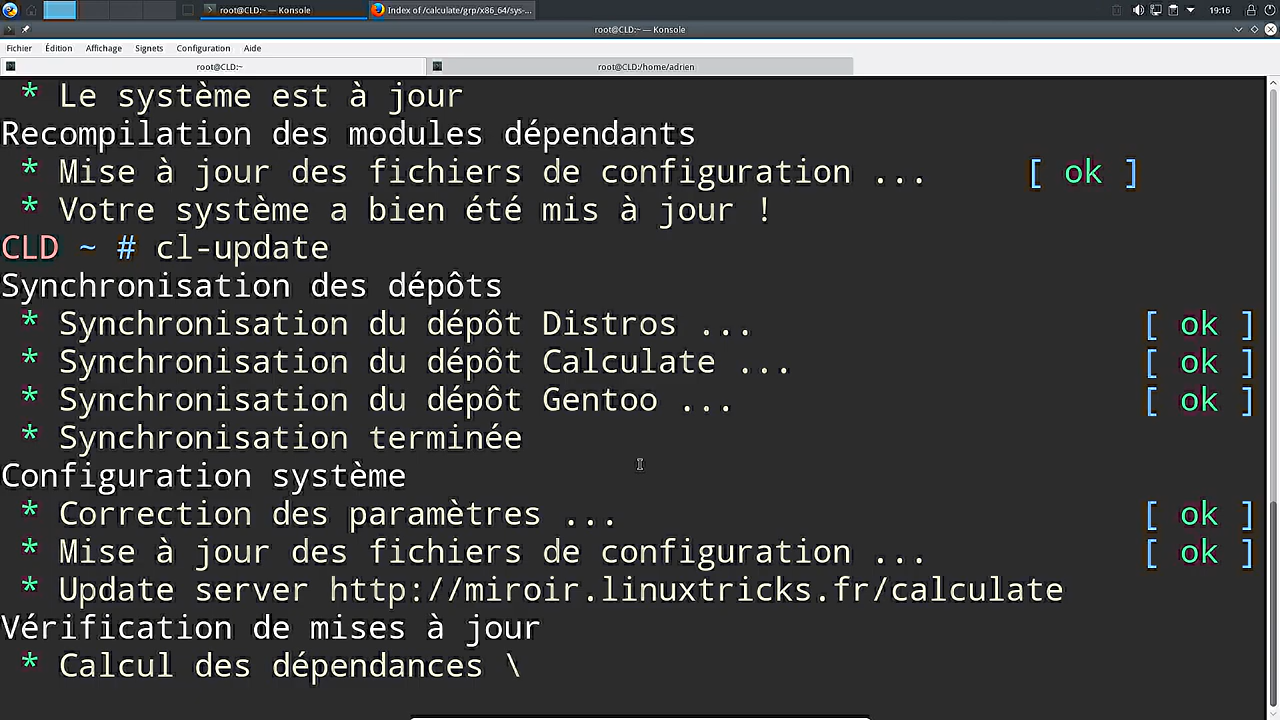 root@CLD:~ — Konsole
Index of /calculate/grp/x86_64/sys-...
19:16
root@CLD:~ — Konsole
Fichier Édition Affichage Signets Configuration Aide
root@CLD:~
root@CLD:/home/adrien
* Le système est à jour
Recompilation des modules dépendants
* Mise à jour des fichiers de configuration ... [ ok ]
* Votre système a bien été mis à jour !
CLD ~ # cl-update
Synchronisation des dépôts
* Synchronisation du dépôt Distros ... [ ok ]
* Synchronisation du dépôt Calculate ... [ ok ]
* Synchronisation du dépôt Gentoo ... [ ok ]
* Synchronisation terminée
Configuration système
* Correction des paramètres ... [ ok ]
* Mise à jour des fichiers de configuration ... [ ok ]
* Update server http://miroir.linuxtricks.fr/calculate
Vérification de mises à jour
* Calcul des dépendances \